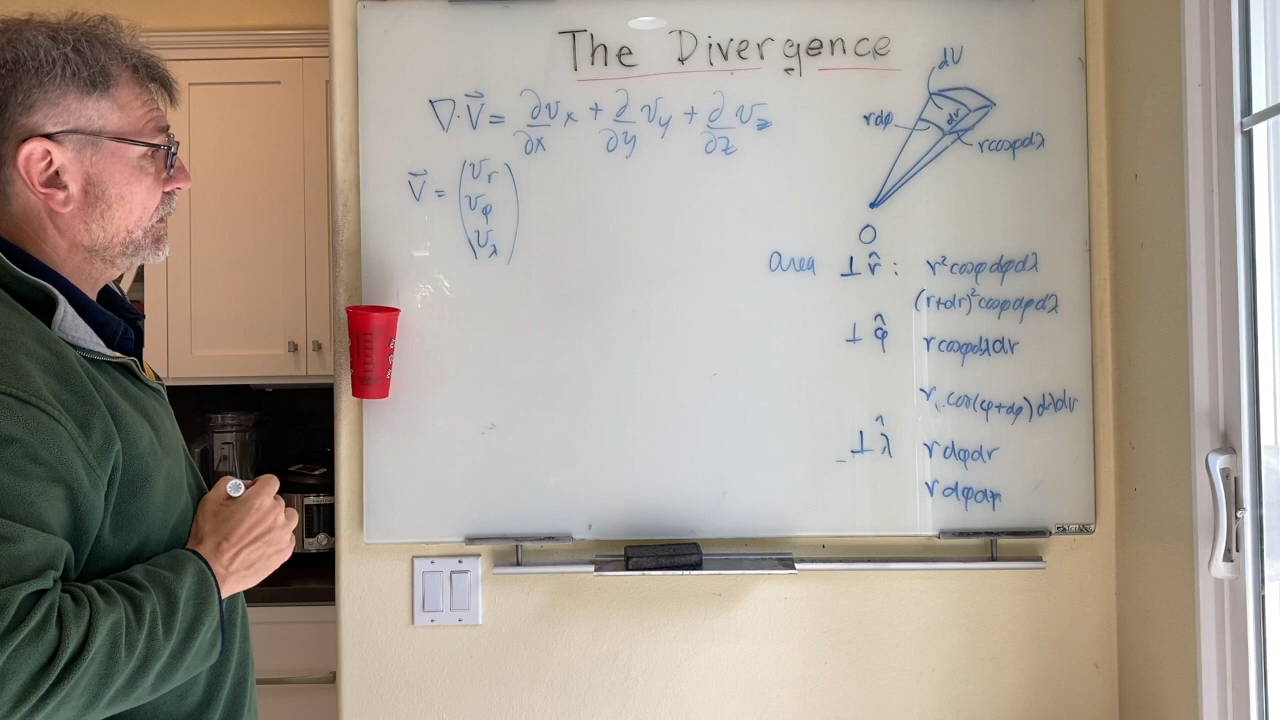 The Divergence
∇·V⃗ = ∂v/∂x x + ∂/∂y v_y + ∂/∂z v_z
V⃗ = (v_r
v_φ
v_λ)
dV
rdφ
dr
rcosφdλ
O
area ⊥ r̂ : r²cosφdφdλ
(r+dr)²cosφdφdλ
⊥ φ̂ rcosφdλdr
r cos(φ+dφ) dλdr
⊥ λ̂ rdφdr
rdφdr